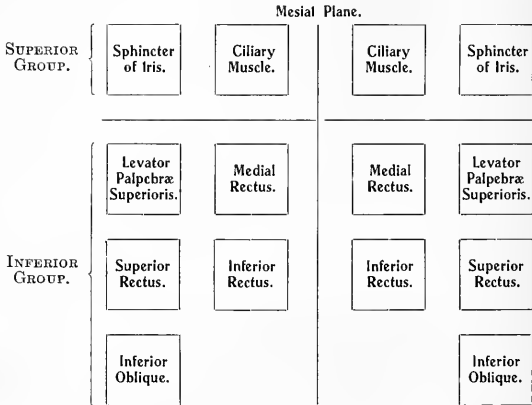 Mesial Plane.
SUPERIOR
GROUP.
Sphincter
of Iris.
Ciliary
Muscle.
Ciliary
Muscle.
Sphincter
of Iris.
Levator
Palpebræ
Superioris.
Medial
Rectus.
Medial
Rectus.
Levator
Palpebræ
Superioris.
INFERIOR
GROUP.
Superior
Rectus.
Inferior
Rectus.
Inferior
Rectus.
Superior
Rectus.
Inferior
Oblique.
Inferior
Oblique.